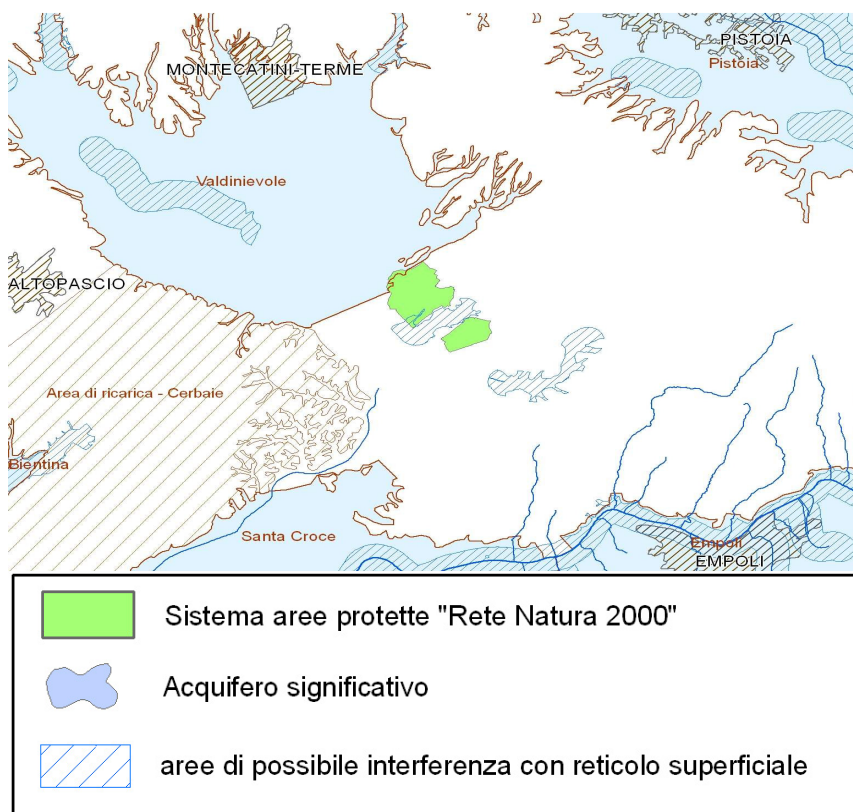 PISTOIA
Pistoia
MONTECATINI-TERME
Valdinievole
ALTOPASCIO
Area di ricarica - Cerbaie
Bientina
Santa Croce
Empoli
EMPOLI
Sistema aree protette "Rete Natura 2000"
Acquifero significativo
aree di possibile interferenza con reticolo superficiale